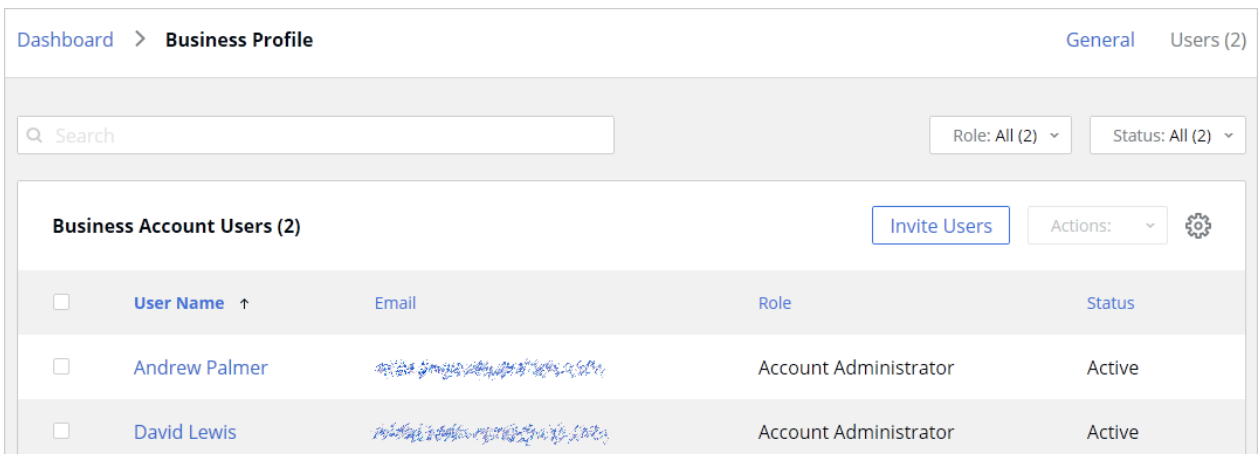 Dashboard > Business Profile General Users (2)
Search Role: All (2) Status: All (2)
Business Account Users (2) Invite Users Actions:
User Name ↑ Email Role Status
Andrew Palmer Account Administrator Active
David Lewis Account Administrator Active